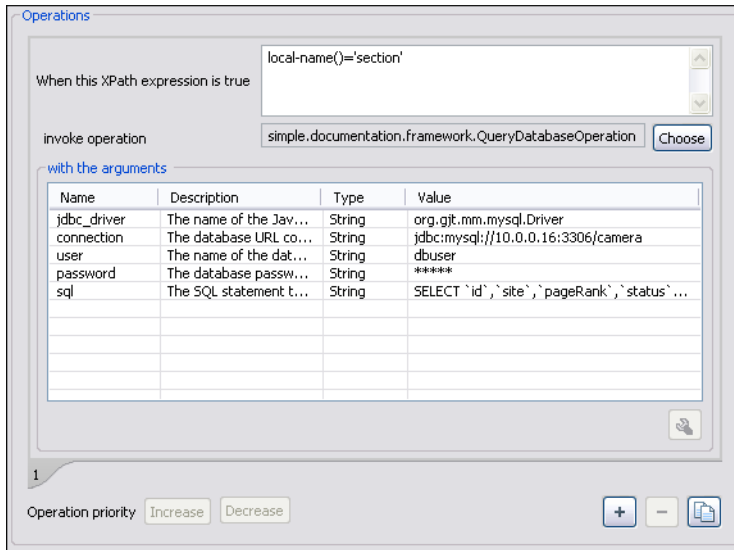 Operations
local-name()='section'
When this XPath expression is true
invoke operation
simple.documentation.framework.QueryDatabaseOperation
Choose
with the arguments
Name Description Type Value
jdbc_driver The name of the Jav... String org.gjt.mm.mysql.Driver
connection The database URL co... String jdbc:mysql://10.0.0.16:3306/camera
user The name of the dat... String dbuser
password The database passw... String *****
sql The SQL statement t... String SELECT `id`,`site`,`pageRank`,`status`...
1
Operation priority Increase Decrease + −